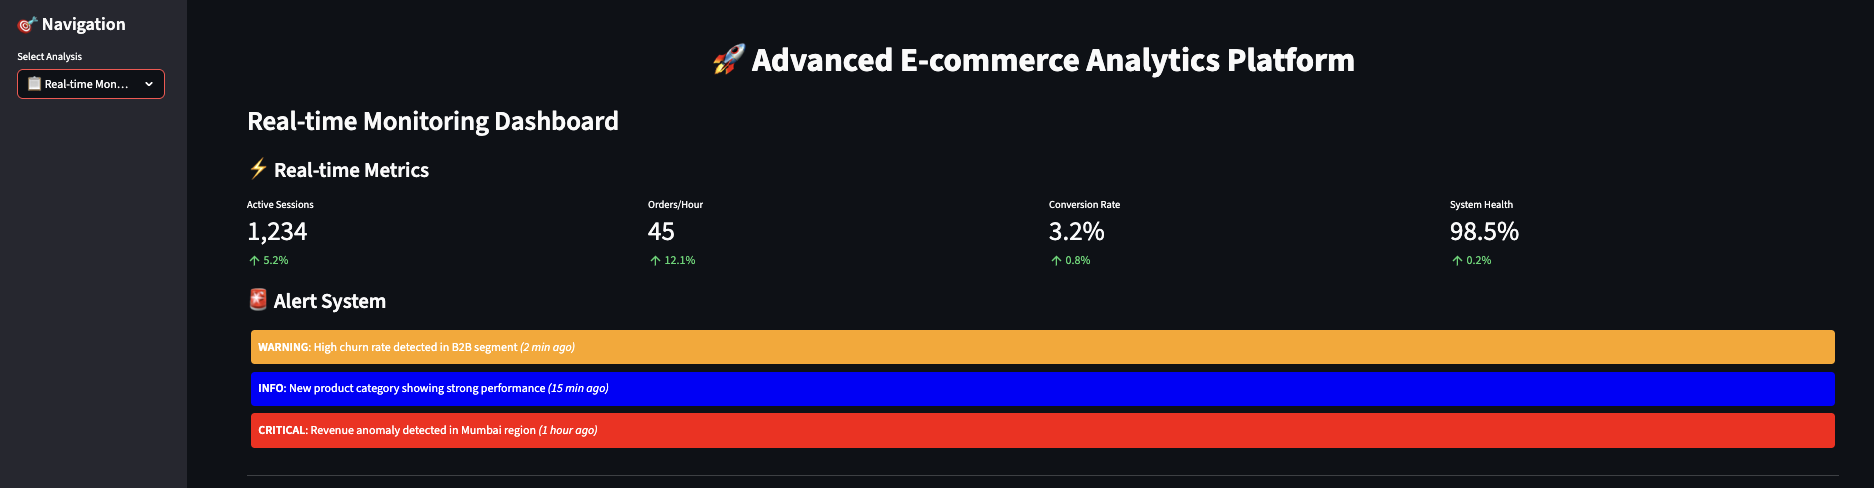 Navigation
Select Analysis
Real-time Mon...
Advanced E-commerce Analytics Platform
Real-time Monitoring Dashboard
Real-time Metrics
Active Sessions
1,234
5.2%
Orders/Hour
45
12.1%
Conversion Rate
3.2%
0.8%
System Health
98.5%
0.2%
Alert System
WARNING: High churn rate detected in B2B segment (2 min ago)
INFO: New product category showing strong performance (15 min ago)
CRITICAL: Revenue anomaly detected in Mumbai region (1 hour ago)